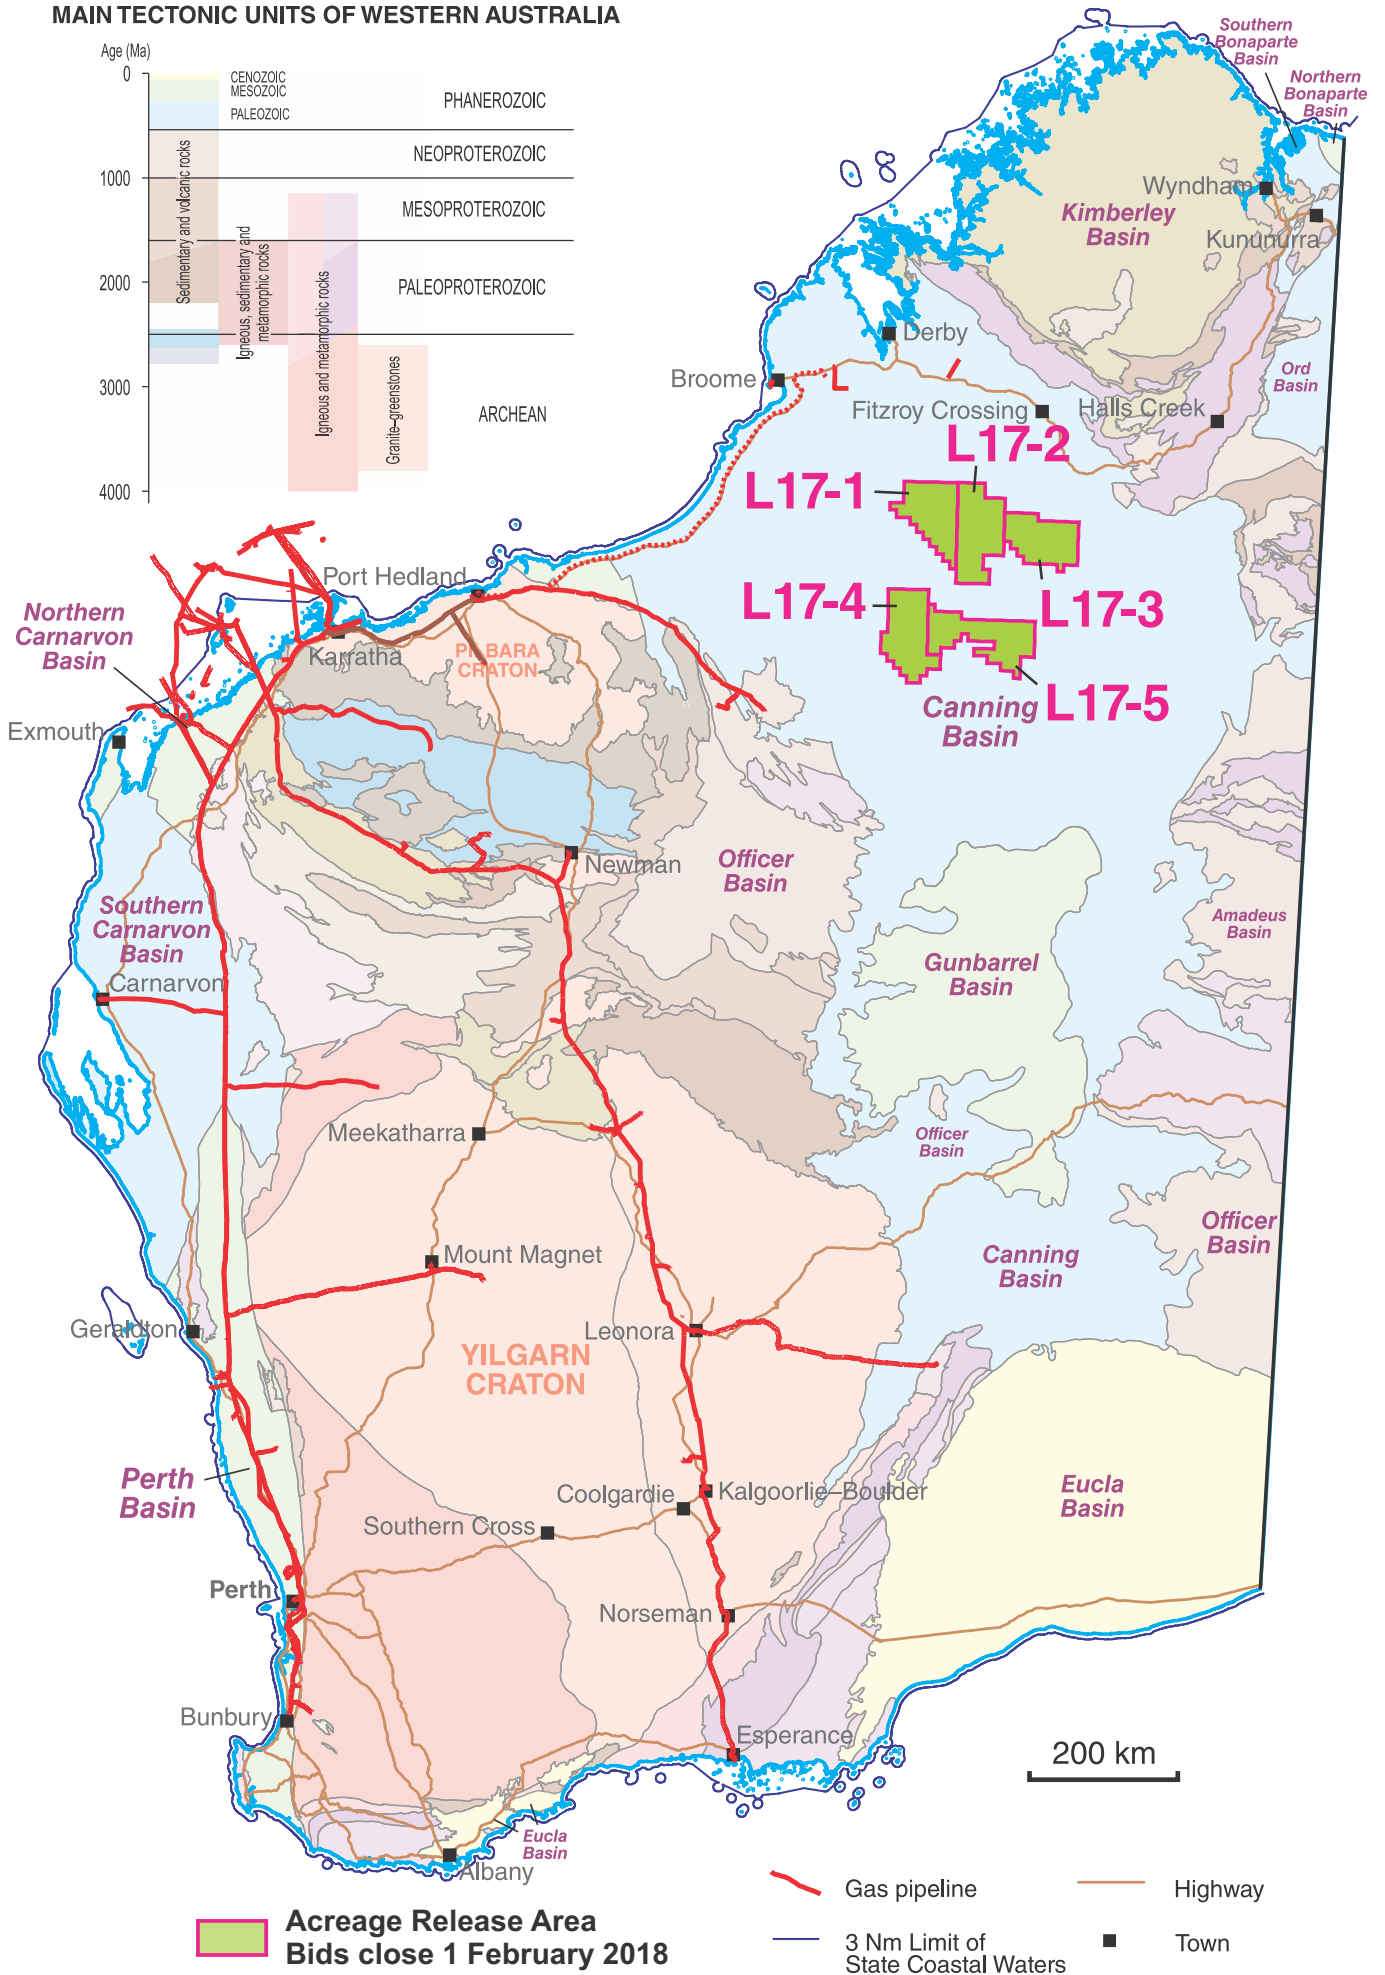 MAIN TECTONIC UNITS OF WESTERN AUSTRALIA
Age (Ma)
0
1000
2000
3000
4000
CENOZOIC
MESOZOIC
PALEOZOIC
PHANEROZOIC
NEOPROTEROZOIC
MESOPROTEROZOIC
PALEOPROTEROZOIC
ARCHEAN
Sedimentary and volcanic rocks
Igneous, sedimentary and
metamorphic rocks
Igneous and metamorphic rocks
Granite–greenstones
Southern
Bonaparte
Basin
Northern
Bonaparte
Basin
Wyndham
Kimberley
Basin
Kununurra
Derby
Broome
Ord
Basin
Fitzroy Crossing
Halls Creek
L17-2
L17-1
L17-4
L17-3
L17-5
Canning
Basin
Port Hedland
Northern
Carnarvon
Basin
Karratha
PILBARA
CRATON
Exmouth
Newman
Officer
Basin
Southern
Carnarvon
Basin
Carnarvon
Amadeus
Basin
Gunbarrel
Basin
Meekatharra
Officer
Basin
Officer
Basin
Mount Magnet
Canning
Basin
Geraldton
Leonora
YILGARN
CRATON
Perth
Basin
Coolgardie
Kalgoorlie–Boulder
Eucla
Basin
Southern Cross
Perth
Norseman
Bunbury
Esperance
200 km
Eucla
Basin
Albany
Acreage Release Area
Bids close 1 February 2018
Gas pipeline
Highway
3 Nm Limit of
State Coastal Waters
Town